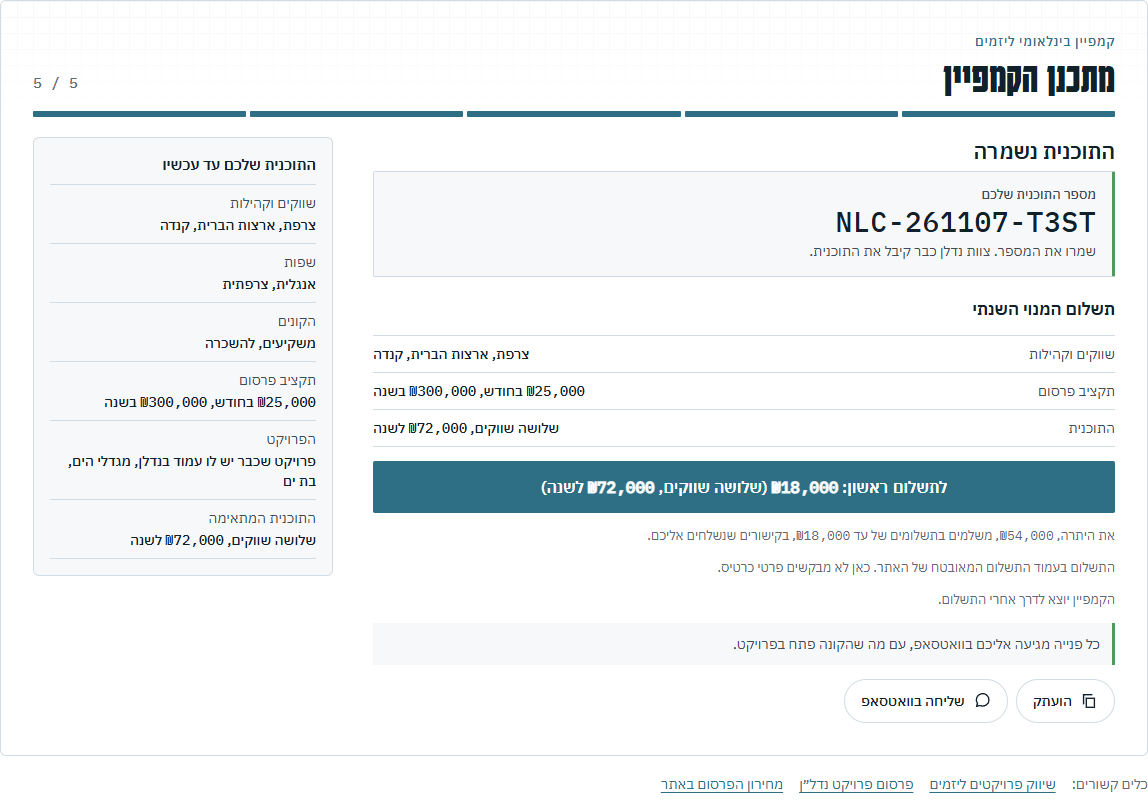 קמפיין בינלאומי ליזמים
מתכנן הקמפיין
5 / 5
התוכנית נשמרה
מספר התוכנית שלכם
NLC-261107-T3ST
שמרו את המספר. צוות נדלן כבר קיבל את התוכנית.
תשלום המנוי השנתי
שווקים וקהילות
צרפת, ארצות הברית, קנדה
תקציב פרסום
₪25,000 בחודש, ₪300,000 בשנה
התוכנית
שלושה שווקים, ₪72,000 לשנה
לתשלום ראשון: ₪18,000 (שלושה שווקים, ₪72,000 לשנה)
את היתרה, ₪54,000, משלמים בתשלומים של עד ₪18,000, בקישורים שנשלחים אליכם.
התשלום בעמוד התשלום המאובטח של האתר. כאן לא מבקשים פרטי כרטיס.
הקמפיין יוצא לדרך אחרי התשלום.
כל פנייה מגיעה אליכם בוואטסאפ, עם מה שהקונה פתח בפרויקט.
הועתק
שליחה בוואטסאפ
התוכנית שלכם עד עכשיו
שווקים וקהילות
צרפת, ארצות הברית, קנדה
שפות
אנגלית, צרפתית
הקונים
משקיעים, להשכרה
תקציב פרסום
₪25,000 בחודש, ₪300,000 בשנה
הפרויקט
פרויקט שכבר יש לו עמוד בנדלן, מגדלי הים,
בת ים
התוכנית המתאימה
שלושה שווקים, ₪72,000 לשנה
כלים קשורים: שיווק פרויקטים ליזמים פרסום פרויקט נדל״ן מחירון הפרסום באתר